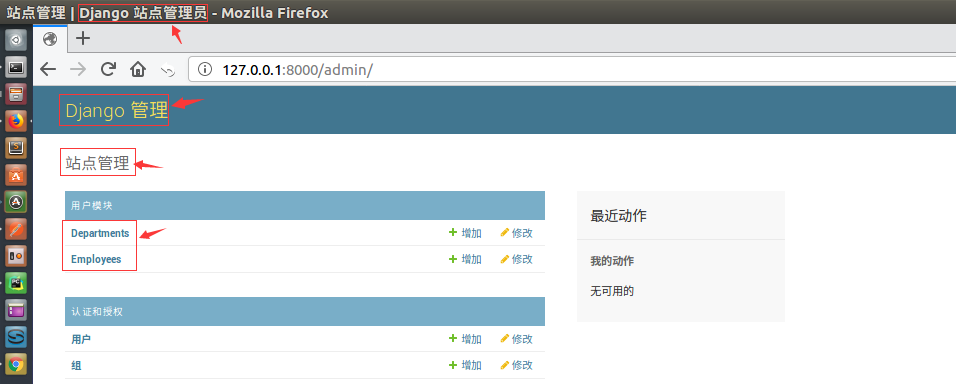 站点管理 | Django 站点管理员 - Mozilla Firefox
127.0.0.1:8000/admin/
Django 管理
站点管理
用户模块
Departments 增加 修改
Employees 增加 修改
认证和授权
用户 增加 修改
组 增加 修改
最近动作
我的动作
无可用的